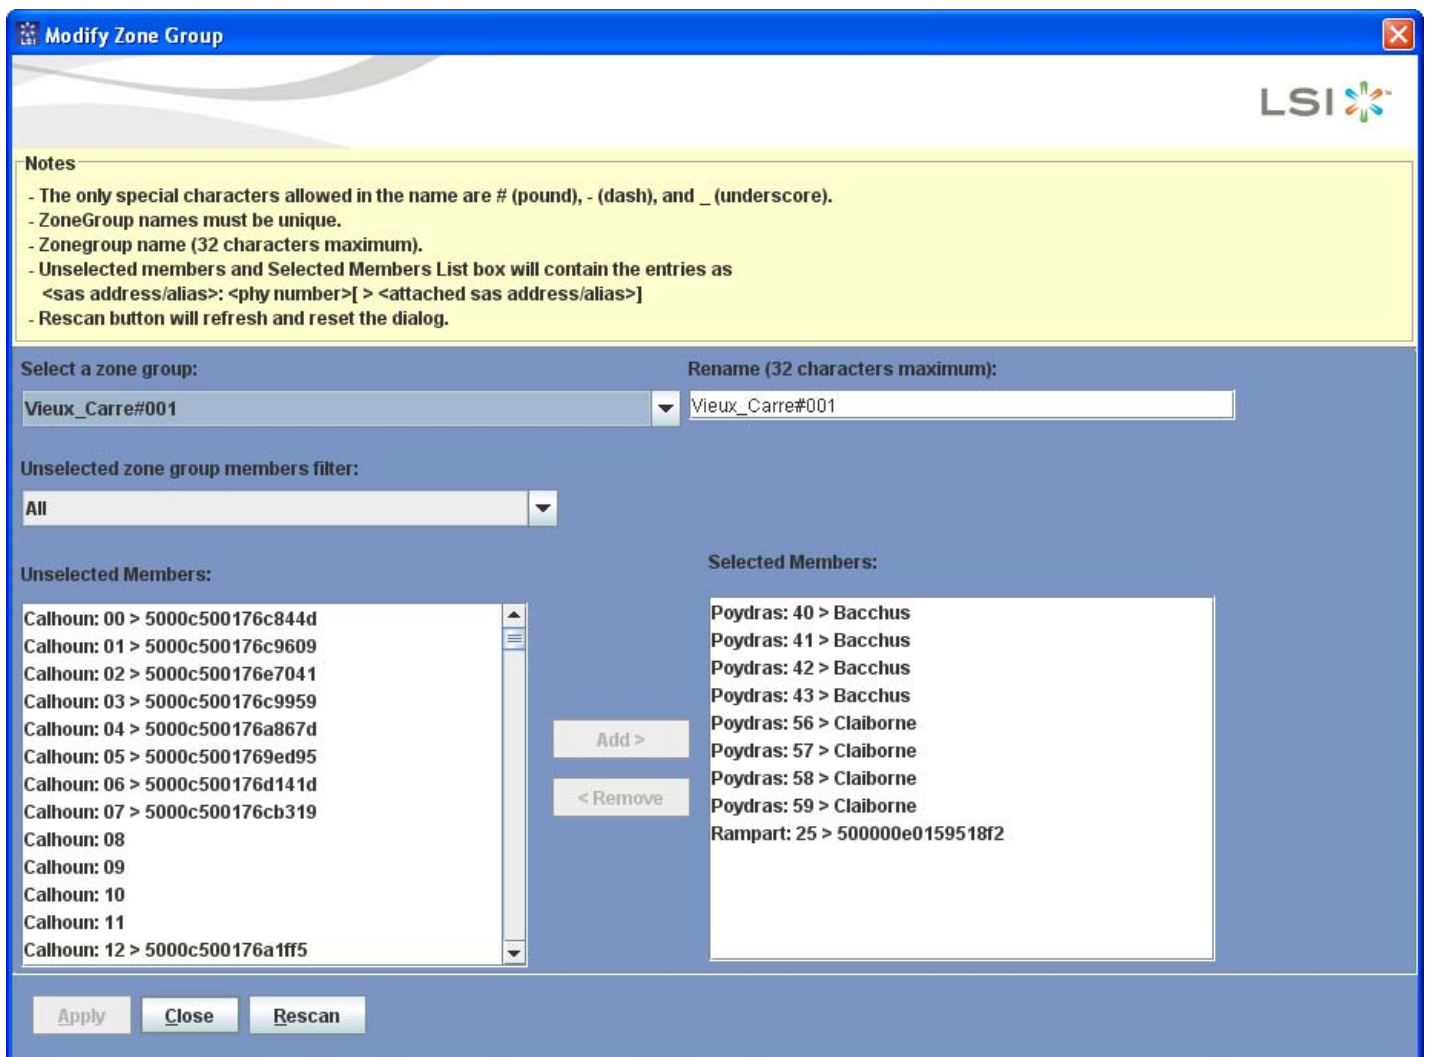 Modify Zone Group
LSI
Notes
- The only special characters allowed in the name are # (pound), - (dash), and _ (underscore).
- ZoneGroup names must be unique.
- Zonegroup name (32 characters maximum).
- Unselected members and Selected Members List box will contain the entries as
<sas address/alias>: <phy number>[ > <attached sas address/alias>]
- Rescan button will refresh and reset the dialog.
Select a zone group:
Vieux_Carre#001
Rename (32 characters maximum):
Vieux_Carre#001
Unselected zone group members filter:
All
Unselected Members:
Calhoun: 00 > 5000c500176c844d
Calhoun: 01 > 5000c500176c9609
Calhoun: 02 > 5000c500176e7041
Calhoun: 03 > 5000c500176c9959
Calhoun: 04 > 5000c500176a867d
Calhoun: 05 > 5000c5001769ed95
Calhoun: 06 > 5000c500176d141d
Calhoun: 07 > 5000c500176cb319
Calhoun: 08
Calhoun: 09
Calhoun: 10
Calhoun: 11
Calhoun: 12 > 5000c500176a1ff5
Add >
< Remove
Selected Members:
Poydras: 40 > Bacchus
Poydras: 41 > Bacchus
Poydras: 42 > Bacchus
Poydras: 43 > Bacchus
Poydras: 56 > Claiborne
Poydras: 57 > Claiborne
Poydras: 58 > Claiborne
Poydras: 59 > Claiborne
Rampart: 25 > 500000e0159518f2
Apply
Close
Rescan